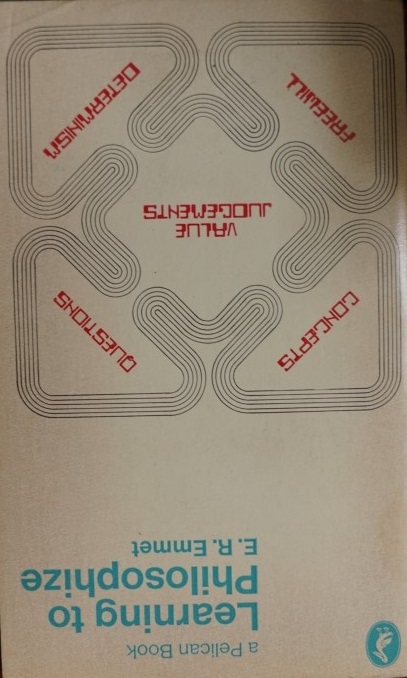 a Pelican Book
Learning to
Philosophize
E. R. Emmet
CONCEPTS
QUESTIONS
VALUE
JUDGEMENTS
FREEWILL
DETERMINISM